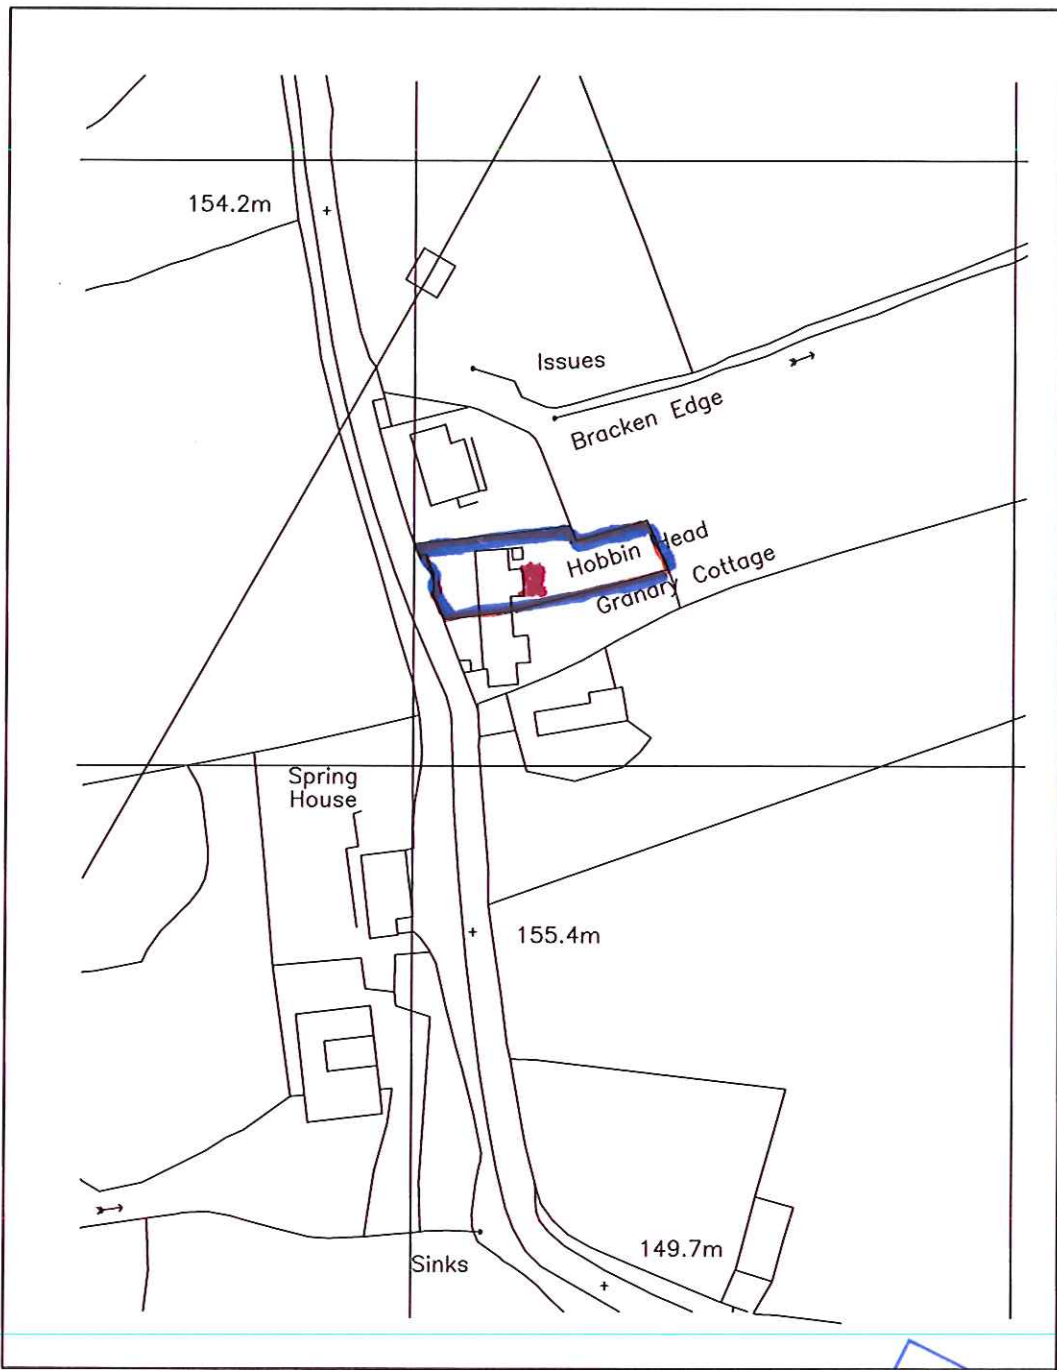 154.2m
Issues
Bracken Edge
Hobbin Head
Granary Cottage
Spring
House
155.4m
149.7m
Sinks